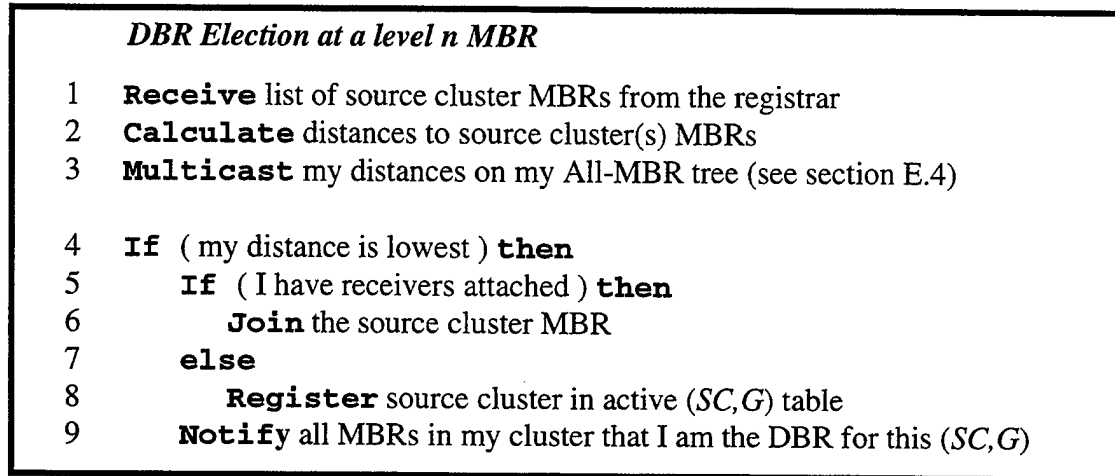 DBR Election at a level n MBR
1 Receive list of source cluster MBRs from the registrar
2 Calculate distances to source cluster(s) MBRs
3 Multicast my distances on my All-MBR tree (see section E.4)
4 If ( my distance is lowest ) then
5 If ( I have receivers attached ) then
6 Join the source cluster MBR
7 else
8 Register source cluster in active (SC,G) table
9 Notify all MBRs in my cluster that I am the DBR for this (SC,G)